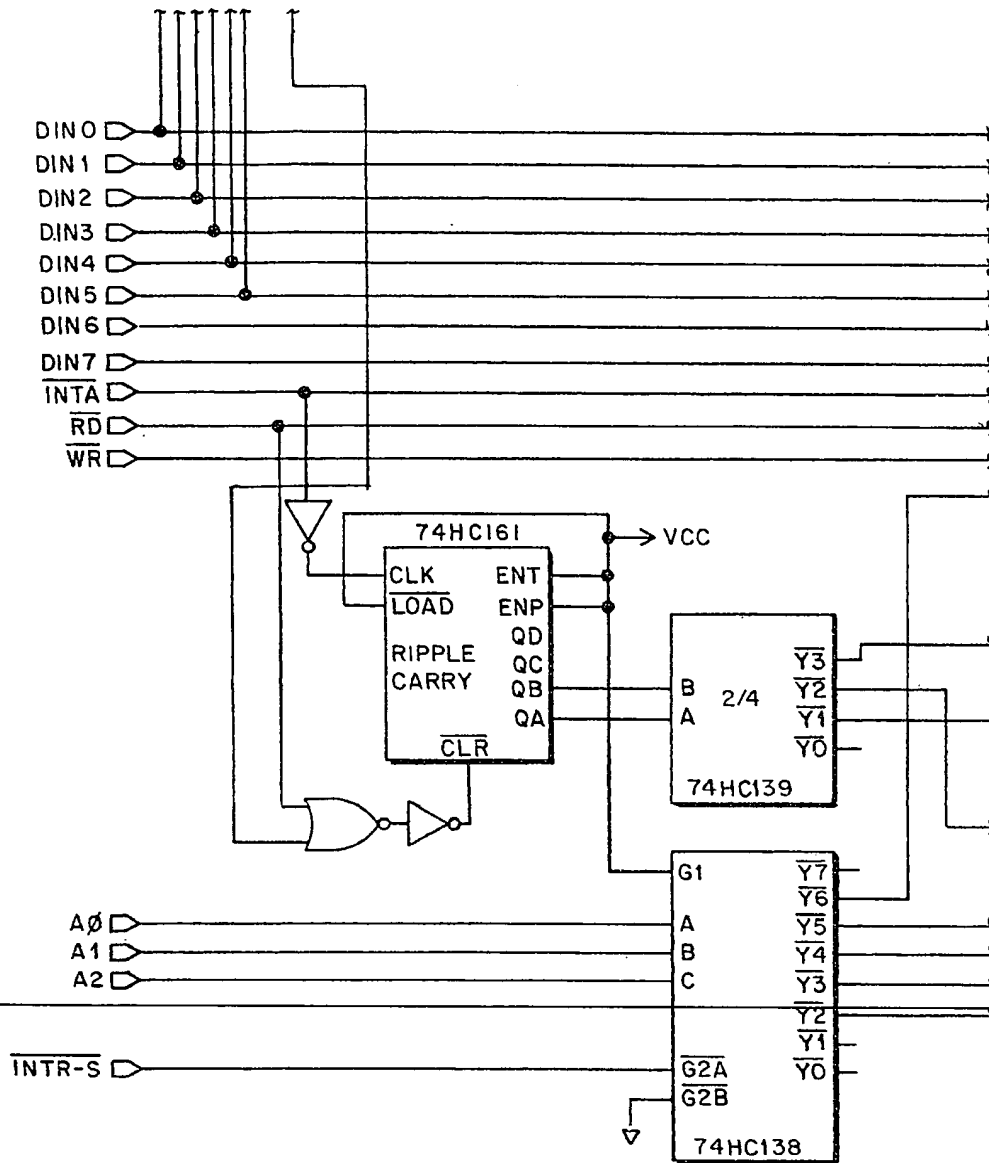 DIN0
DIN1
DIN2
D.IN3
DIN4
DIN5
DIN6
DIN7
INTA
RD
WR
74HC161
VCC
CLK ENT
LOAD ENP
QD
RIPPLE QC
CARRY QB
QA
CLR
Y3
B 2/4 Y2
A Y1
Y0
74HC139
G1 Y7
Y6
AØ A Y5
A1 B Y4
A2 C Y3
Y2
Y1
INTR-S G2A Y0
G2B
74HC138